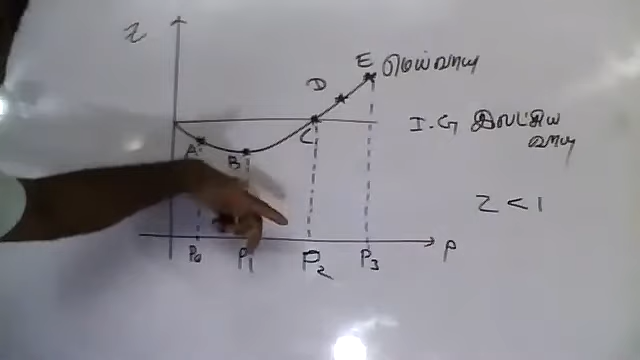 Z
E மெய்வாயு
D
I.G இலட்சிய
வாயு
A
B
C
Z < 1
P₀ P₁ P₂ P₃ P